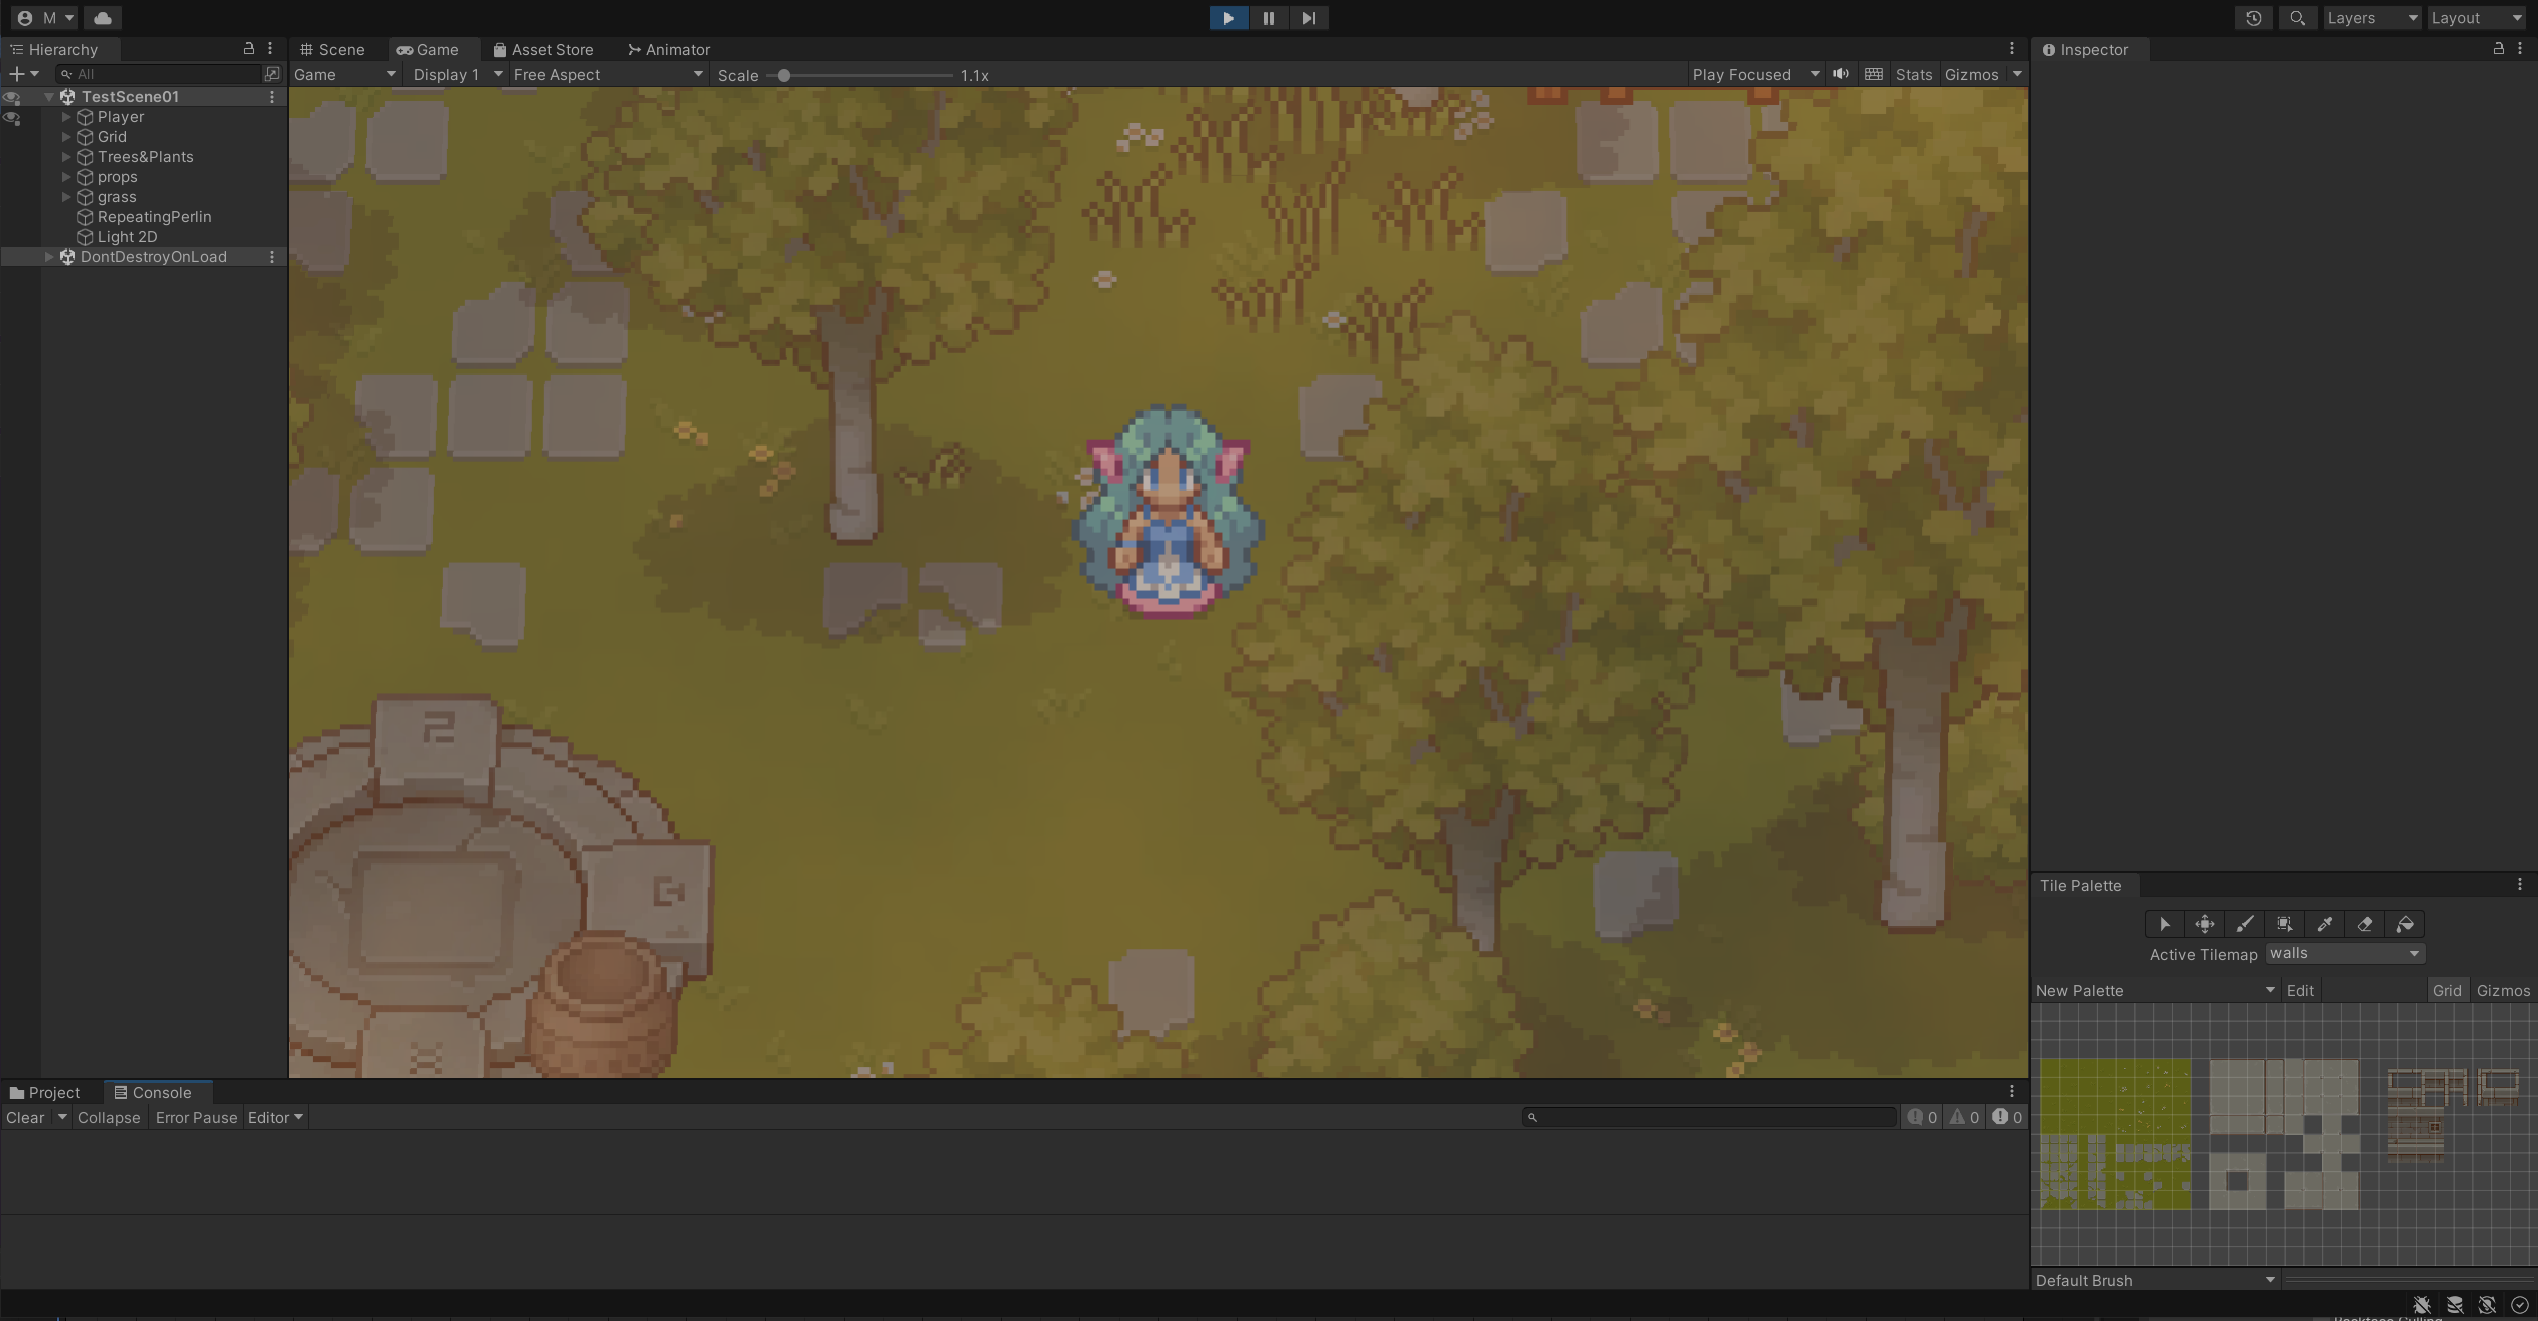 M
Layers
Layout
Hierarchy
Scene
Game
Asset Store
Animator
Inspector
All
Game
Display 1
Free Aspect
Scale
1.1x
Play Focused
Stats
Gizmos
TestScene01
Player
Grid
Trees&Plants
props
grass
RepeatingPerlin
Light 2D
DontDestroyOnLoad
Tile Palette
Active Tilemap
walls
New Palette
Edit
Grid
Gizmos
Project
Console
Clear
Collapse
Error Pause
Editor
0
0
0
Default Brush